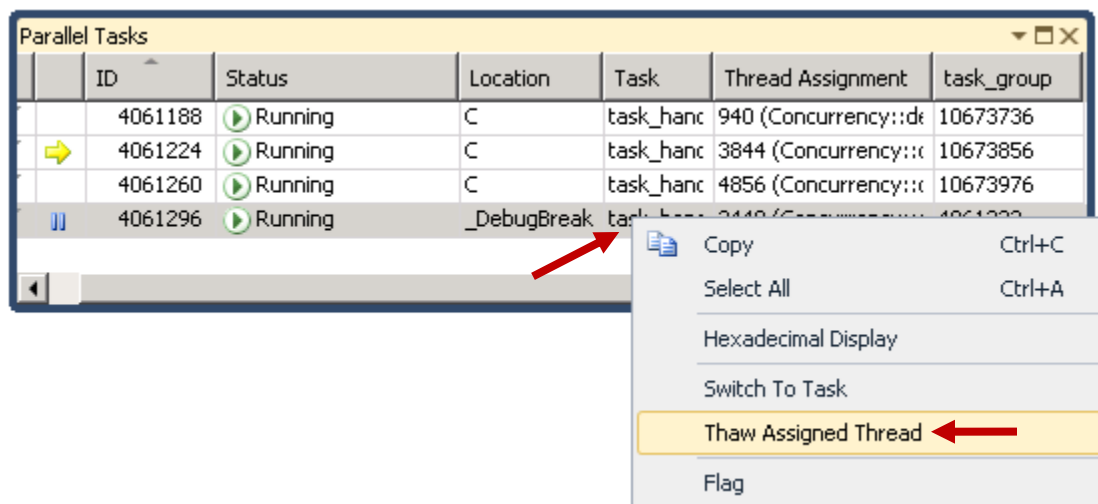 Parallel Tasks
ID Status Location Task Thread Assignment task_group
4061188 Running C task_hanc 940 (Concurrency::de 10673736
4061224 Running C task_hanc 3844 (Concurrency::c 10673856
4061260 Running C task_hanc 4856 (Concurrency::c 10673976
4061296 Running _DebugBreak
Copy Ctrl+C
Select All Ctrl+A
Hexadecimal Display
Switch To Task
Thaw Assigned Thread
Flag